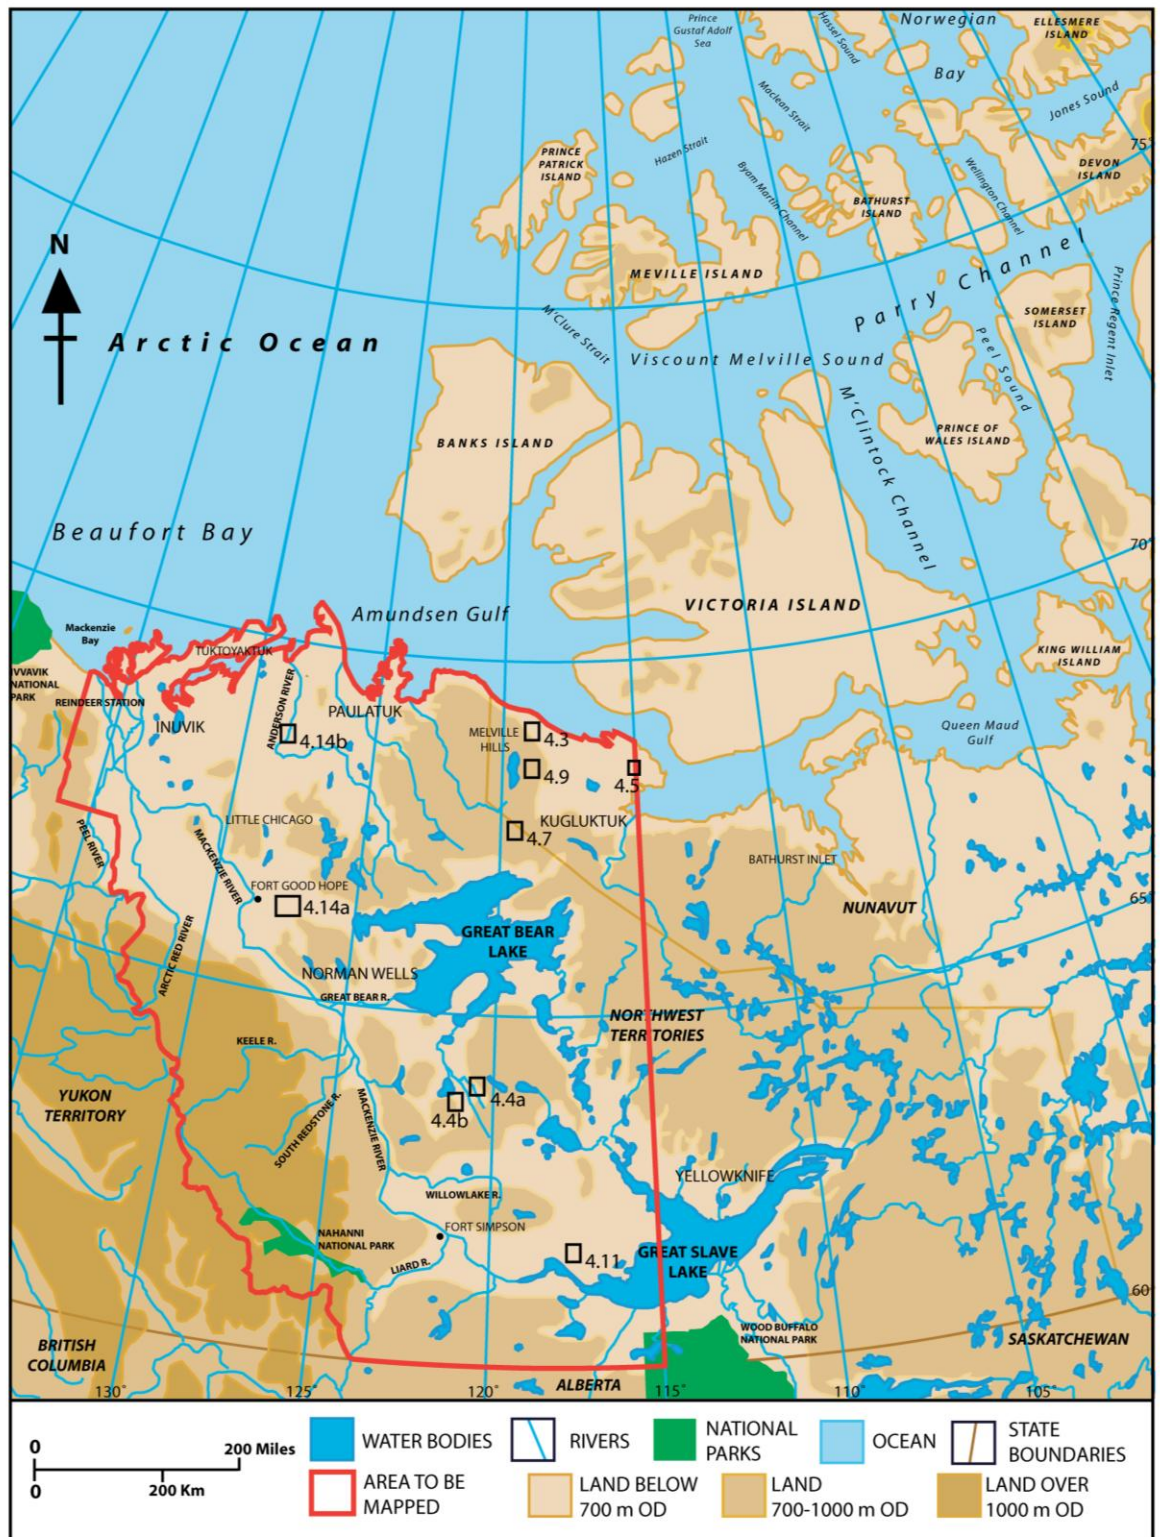 Prince
Gustaf Adolf
Sea
Hassel Sound
Norwegian
Bay
ELLESMERE
ISLAND
Jones Sound
Maclean Strait
Hazen Strait
75°
PRINCE
PATRICK
ISLAND
DEVON
ISLAND
Byam Martin Channel
Wellington Channel
BATHURST
ISLAND
N
MEVILLE ISLAND
Parry Channel
Prince Regent Inlet
SOMERSET
ISLAND
M'Clure Strait
Arctic Ocean
Viscount Melville Sound
Peel Sound
M'Clintock Channel
BANKS ISLAND
PRINCE OF
WALES ISLAND
Beaufort Bay
70°
Amundsen Gulf
VICTORIA ISLAND
Mackenzie
Bay
TUKTOYAKTUK
KING WILLIAM
ISLAND
IVVAVIK
NATIONAL
PARK
REINDEER STATION
INUVIK
ANDERSON RIVER
PAULATUK
Queen Maud
Gulf
MELVILLE
HILLS
4.3
4.14b
4.9
4.5
LITTLE CHICAGO
KUGLUKTUK
4.7
PEEL RIVER
MACKENZIE RIVER
BATHURST INLET
FORT GOOD HOPE
4.14a
65°
NUNAVUT
ARCTIC RED RIVER
GREAT BEAR
LAKE
NORMAN WELLS
GREAT BEAR R.
NORTHWEST
TERRITORIES
KEELE R.
YUKON
TERRITORY
4.4a
4.4b
SOUTH REDSTONE R.
MACKENZIE RIVER
YELLOWKNIFE
WILLOWLAKE R.
FORT SIMPSON
NAHANNI
NATIONAL PARK
LIARD R.
4.11
GREAT SLAVE
LAKE
60°
WOOD BUFFALO
NATIONAL PARK
BRITISH
COLUMBIA
SASKATCHEWAN
ALBERTA
130°
125°
120°
115°
110°
105°
0
200 Miles
0
200 Km
WATER BODIES
RIVERS
NATIONAL
PARKS
OCEAN
STATE
BOUNDARIES
AREA TO BE
MAPPED
LAND BELOW
700 m OD
LAND
700-1000 m OD
LAND OVER
1000 m OD